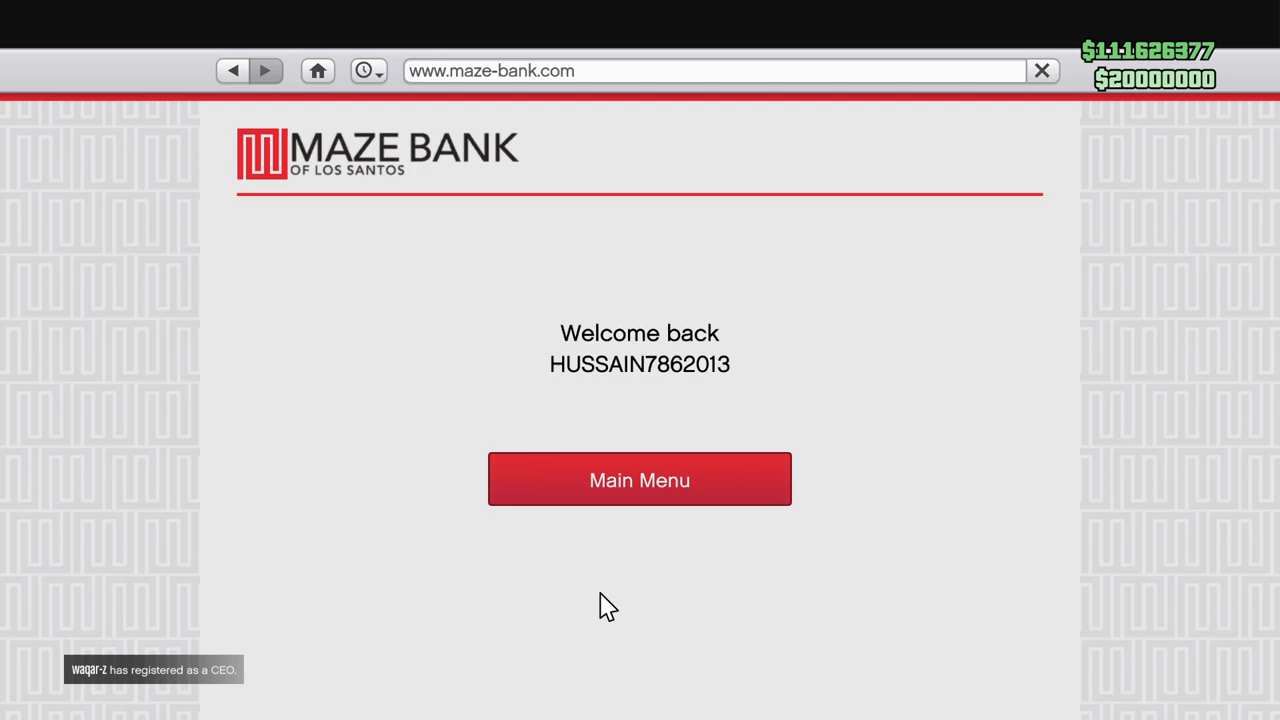 www.maze-bank.com
$111626377
$20000000
MAZE BANK
OF LOS SANTOS
Welcome back
HUSSAIN7862013
Main Menu
waqar-z has registered as a CEO.